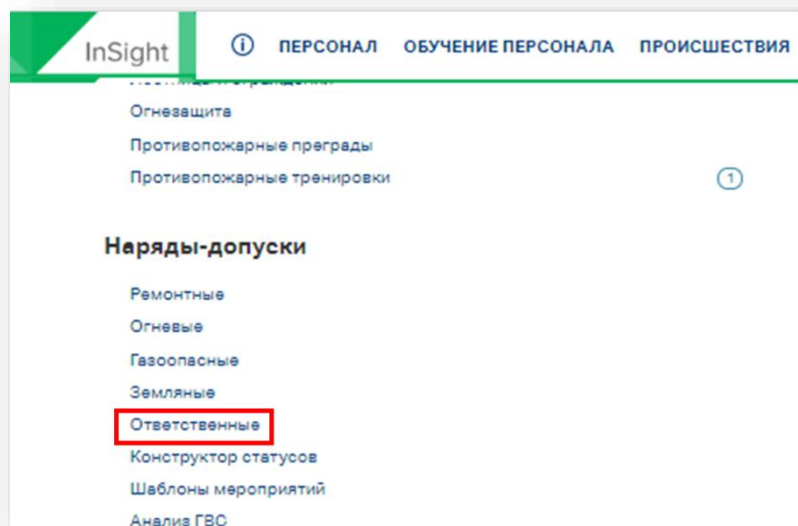 InSight ПЕРСОНАЛ ОБУЧЕНИЕ ПЕРСОНАЛА ПРОИСШЕСТВИЯ
Огнезащита
Противопожарные преграды
Противопожарные тренировки 1
Наряды-допуски
Ремонтные
Огневые
Газоопасные
Земляные
Ответственные
Конструктор статусов
Шаблоны мероприятий
Анализ ГВС